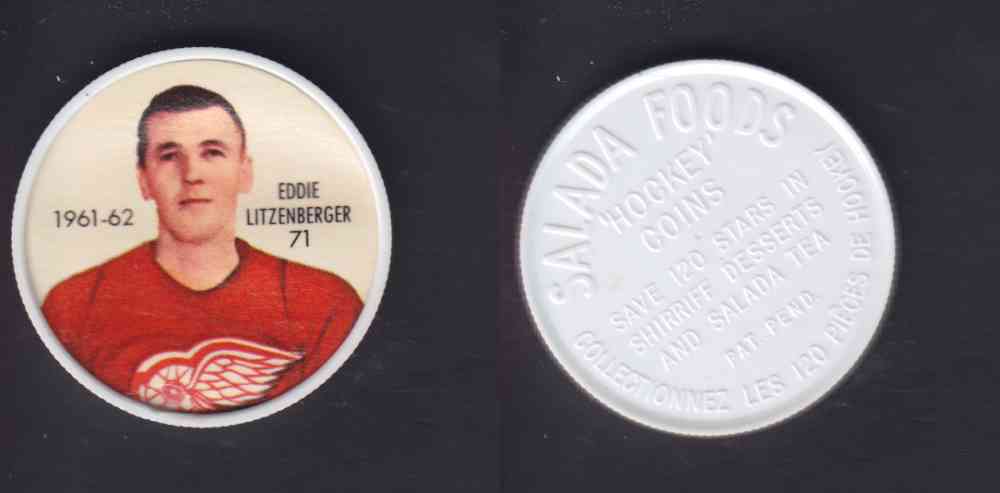 1961-62
EDDIE
LITZENBERGER
71
SALADA FOODS
'HOCKEY'
COINS
SAVE 120 STARS IN
SHIRRIFF DESSERTS
AND SALADA TEA
PAT. PEND.
COLLECTIONNEZ LES 120 PIÈCES DE HOCKEY